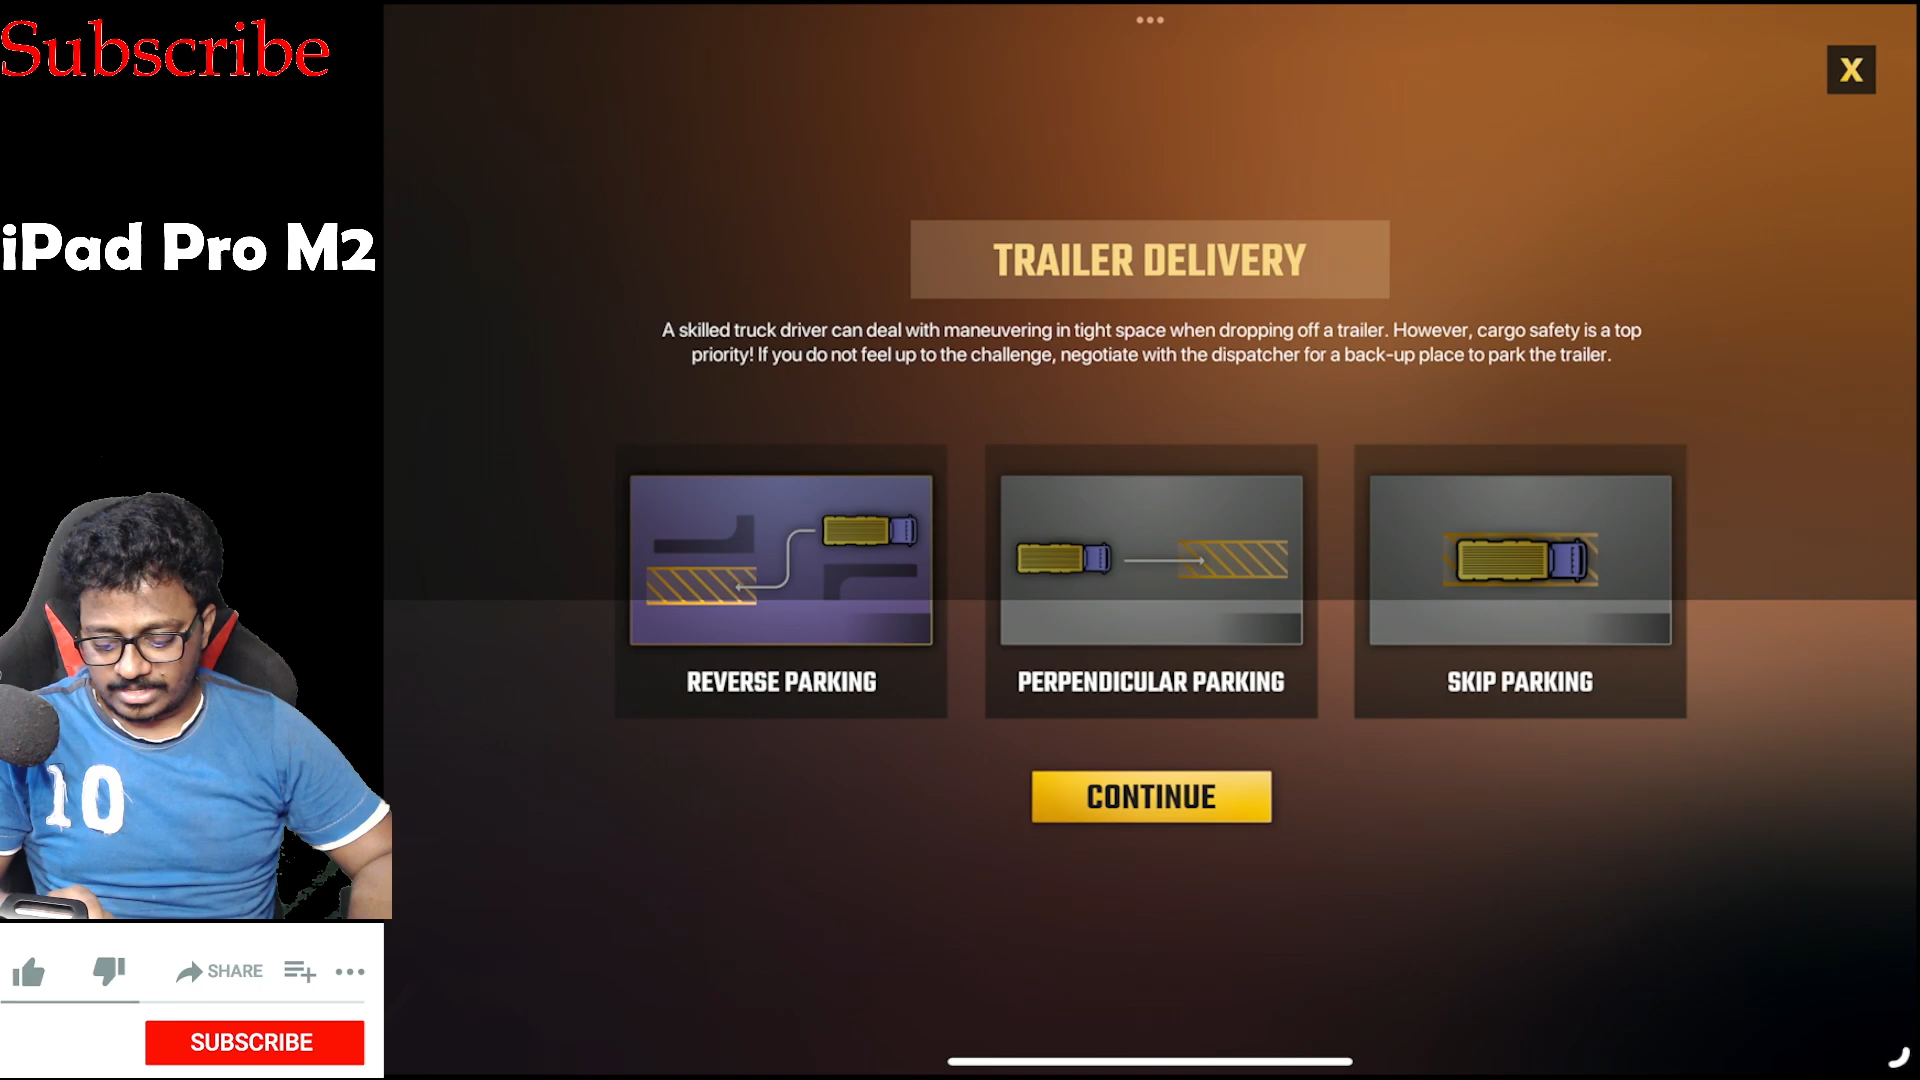 Subscribe
iPad Pro M2
X
TRAILER DELIVERY
A skilled truck driver can deal with maneuvering in tight space when dropping off a trailer. However, cargo safety is a top
priority! If you do not feel up to the challenge, negotiate with the dispatcher for a back-up place to park the trailer.
REVERSE PARKING
PERPENDICULAR PARKING
SKIP PARKING
CONTINUE
10
SHARE
SUBSCRIBE